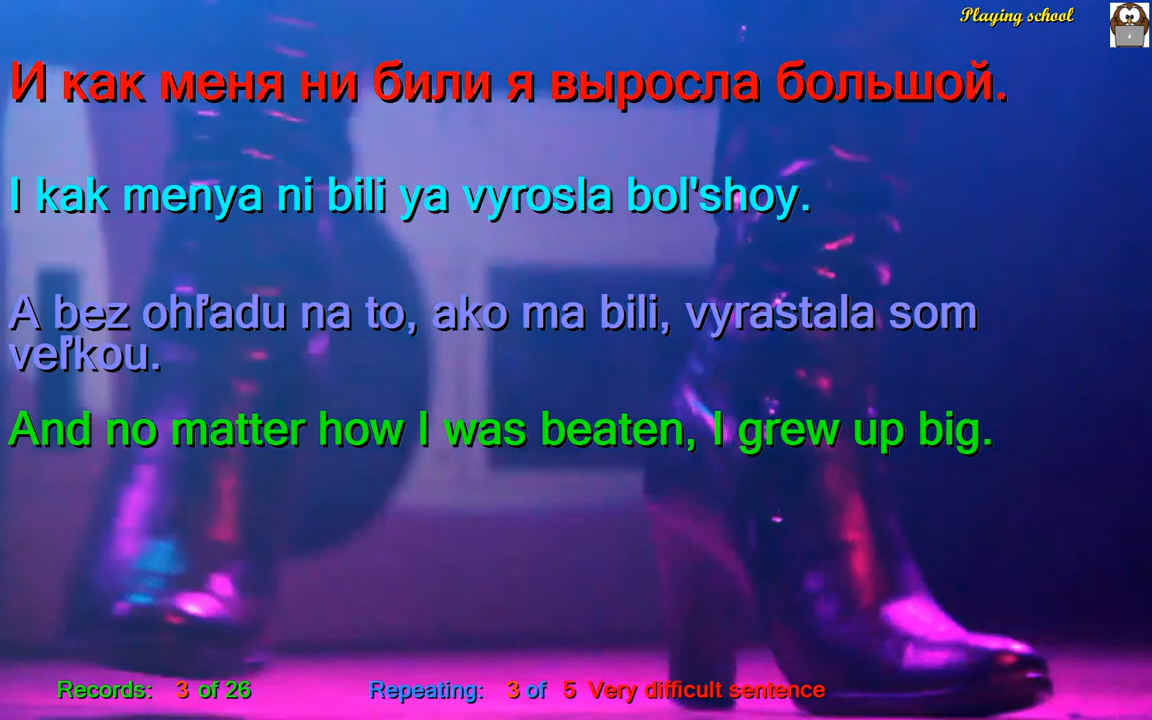 Playing school
И как меня ни били я выросла большой.
I kak menya ni bili ya vyrosla bol'shoy.
A bez ohľadu na to, ako ma bili, vyrastala som
veľkou.
And no matter how I was beaten, I grew up big.
Records: 3 of 26 Repeating: 3 of 5 Very difficult sentence